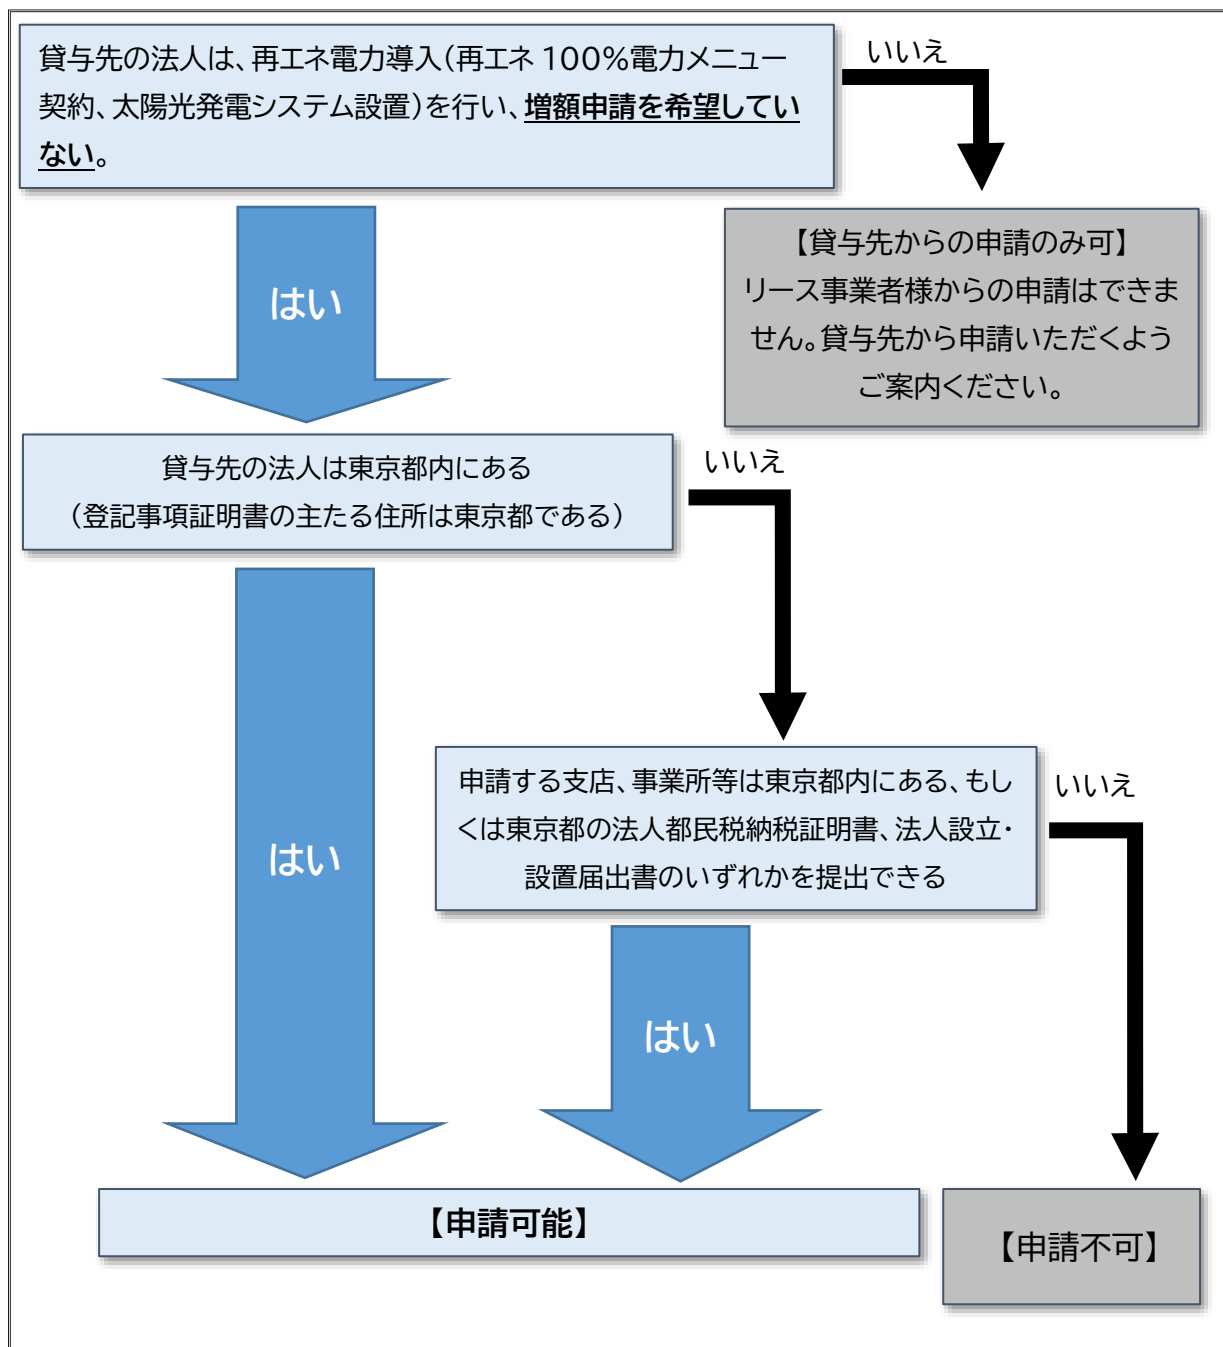 貸与先の法人は、再エネ電力導入（再エネ 100%電力メニュー
契約、太陽光発電システム設置）を行い、増額申請を希望してい
ない。
いいえ
【貸与先からの申請のみ可】
リース事業者様からの申請はできま
せん。貸与先から申請いただくよう
ご案内ください。
はい
貸与先の法人は東京都内にある
（登記事項証明書の主たる住所は東京都である）
いいえ
申請する支店、事業所等は東京都内にある、もし
くは東京都の法人都民税納税証明書、法人設立・
設置届出書のいずれかを提出できる
いいえ
はい
はい
【申請可能】
【申請不可】